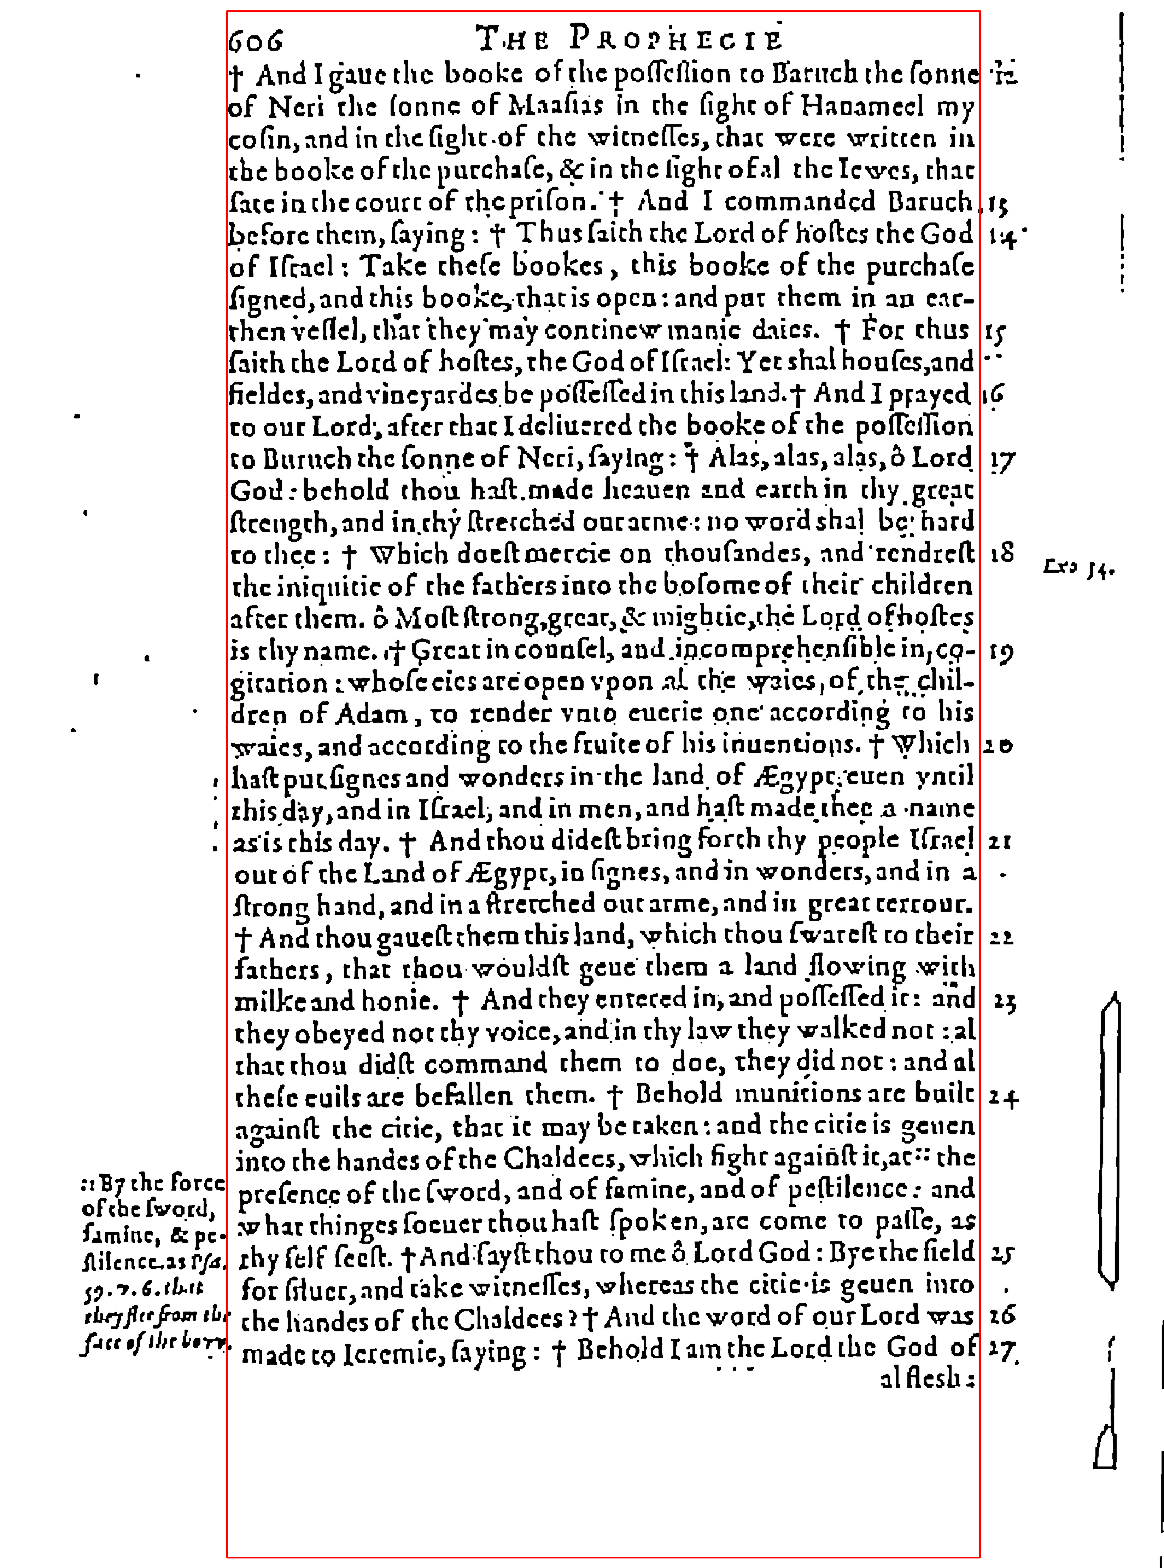 606 THE PROPHECIE
† And I gaue the booke of the poſſeſſion to Baruch the ſonne 12
of Neri the ſonne of Maaſias in the ſight of Hanameel my
coſin, and in the ſight of the witneſſes, that were written in
the booke of the purchaſe, & in the ſight of al the Iewes, that
ſate in the court of the priſon. † And I commanded Baruch 13
before them, ſaying: † Thus ſaith the Lord of hoſtes the God 14
of Iſrael: Take theſe bookes, this booke of the purchaſe
ſigned, and this booke, that is open: and put them in an ear-
then veſſel, that they may continew manie daies. † For thus 15
ſaith the Lord of hoſtes, the God of Iſrael: Yet shal houſes, and
fieldes, and vineyardes be poſſeſſed in this land. † And I prayed 16
to our Lord, after that I deliuered the booke of the poſſeſſion
to Baruch the ſonne of Neri, ſaying: † Alas, alas, alas, ô Lord 17
God: behold thou haſt made heauen and earth in thy great
ſtrength, and in thy ſtretched out arme: no word shal be hard
to thee: † Which doeſt mercie on thouſandes, and rendreſt 18
the iniquitie of the fathers into the boſome of their children
Exo 34.
after them. ô Moſt ſtrong, great, & mightie, the Lord of hoſtes
is thy name. † Great in counſel, and incomprehenſible in co- 19
gitation: whoſe eies are open vpon al the waies of the chil-
dren of Adam, to render vnto euerie one according to his
waies, and according to the fruite of his inuentions. † Which 20
haſt put ſignes and wonders in the land of Ægypt euen vntil
this day, and in Iſrael, and in men, and haſt made thee a name
as is this day. † And thou dideſt bring forth thy people Iſrael 21
out of the Land of Ægypt, in ſignes, and in wonders, and in a
ſtrong hand, and in a ſtretched out arme, and in great terrour.
† And thou gaueſt them this land, which thou ſwareſt to their 22
fathers, that thou wouldſt geue them a land flowing with
milke and honie. † And they entered in, and poſſeſſed it: and 23
they obeyed not thy voice, and in thy law they walked not: al
that thou didſt command them to doe, they did not: and al
theſe euils are befallen them. † Behold munitions are built 24
againſt the citie, that it may be taken: and the citie is geuen
into the handes of the Chaldees, which fight againſt it, at :: the
preſence of the ſword, and of famine, and of peſtilence: and
what thinges ſoeuer thou haſt ſpoken, are come to paſſe, as
thy ſelf ſeeſt. † And ſayſt thou to me ô Lord God: Bye the field 25
for ſiluer, and take witneſſes, whereas the citie is geuen into
the handes of the Chaldees? † And the word of our Lord was 26
made to Ieremie, ſaying: † Behold I am the Lord the God of 27
al flesh:
:: By the force
of the ſword,
famine, & pe-
ſtilence. as Pſa.
59. 7. 6. that
they flee from the
face of the bow.